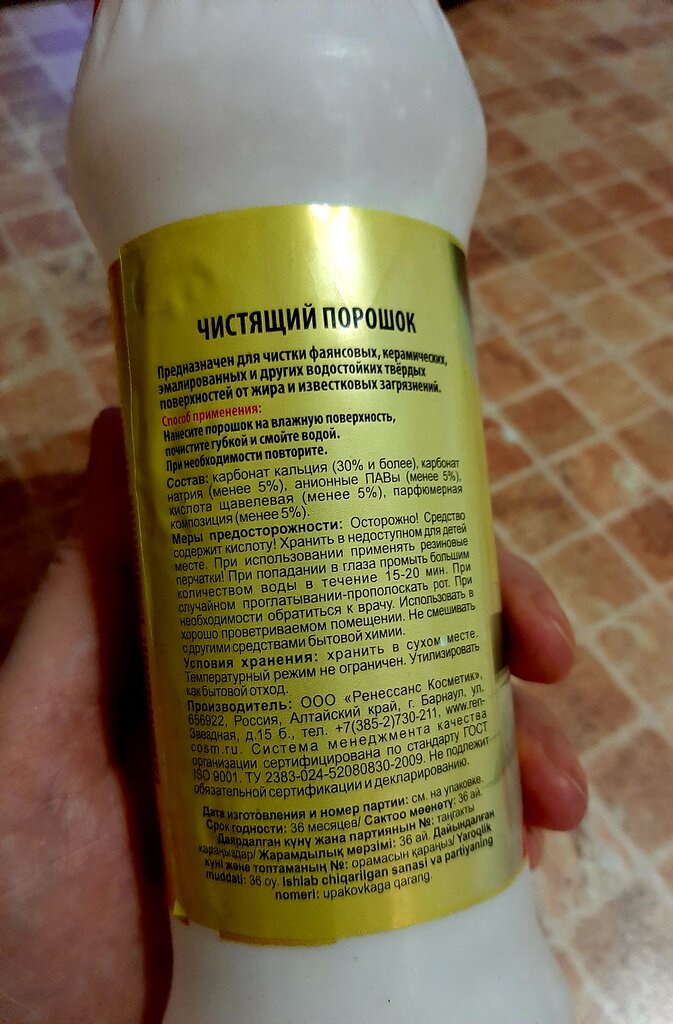 ЧИСТЯЩИЙ ПОРОШОК
Предназначен для чистки фаянсовых, керамических,
эмалированных и других водостойких твёрдых
поверхностей от жира и известковых загрязнений.
Способ применения:
Нанесите порошок на влажную поверхность,
почистите губкой и смойте водой.
При необходимости повторите.
Состав: карбонат кальция (30% и более), карбонат
натрия (менее 5%), анионные ПАВы (менее 5%),
кислота щавелевая (менее 5%), парфюмерная
композиция (менее 5%).
Меры предосторожности: Осторожно! Средство
содержит кислоту! Хранить в недоступном для детей
месте. При использовании применять резиновые
перчатки! При попадании в глаза промыть большим
количеством воды в течение 15-20 мин. При
случайном проглатывании-прополоскать рот. При
необходимости обратиться к врачу. Использовать в
хорошо проветриваемом помещении. Не смешивать
с другими средствами бытовой химии.
Условия хранения: хранить в сухом месте.
Температурный режим не ограничен. Утилизировать
как бытовой отход.
Производитель: ООО «Ренессанс Косметик»,
656922, Россия, Алтайский край, г. Барнаул, ул.
Звездная, д.15 б., тел. +7(385-2)730-211, www.ren-
cosm.ru. Система менеджмента качества
организации сертифицирована по стандарту ГОСТ
ISO 9001. ТУ 2383-024-52080830-2009. Не подлежит
обязательной сертификации и декларированию.
Дата изготовления и номер партии: см. на упаковке.
Срок годности: 36 месяцев/ Сактоо мөөнөтү: 36 ай.
Даярдалган күнү жана партиянын №: таңгакты
караңыздар/ Жарамдылық мерзімі: 36 ай. Дайындалған
күні және топтаманың №: орамасын қараңыз/ Yaroqlik
muddati: 36 oy. Ishlab chiqarilgan sanasi va partiyaning
nomeri: upakovkaga qarang.